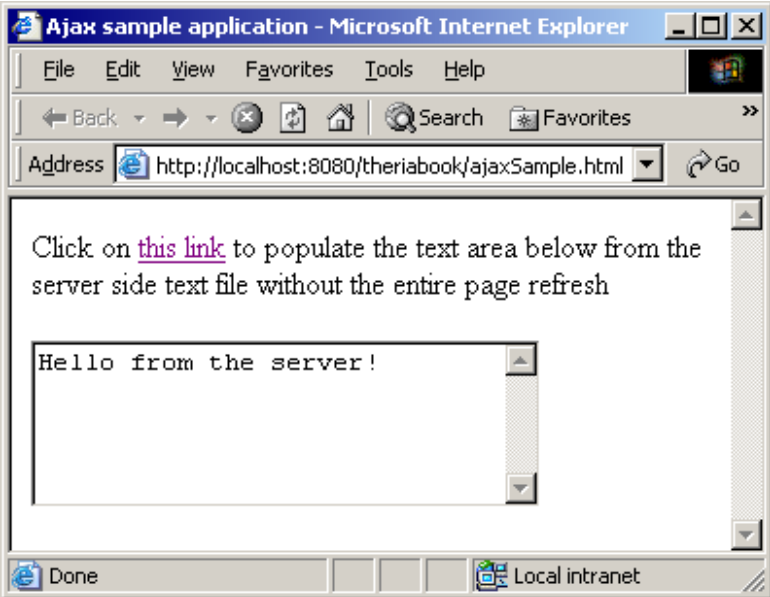 Ajax sample application - Microsoft Internet Explorer
File Edit View Favorites Tools Help
Back Search Favorites »
Address http://localhost:8080/theriabook/ajaxSample.html Go
Click on this link to populate the text area below from the
server side text file without the entire page refresh
Hello from the server!
Done Local intranet